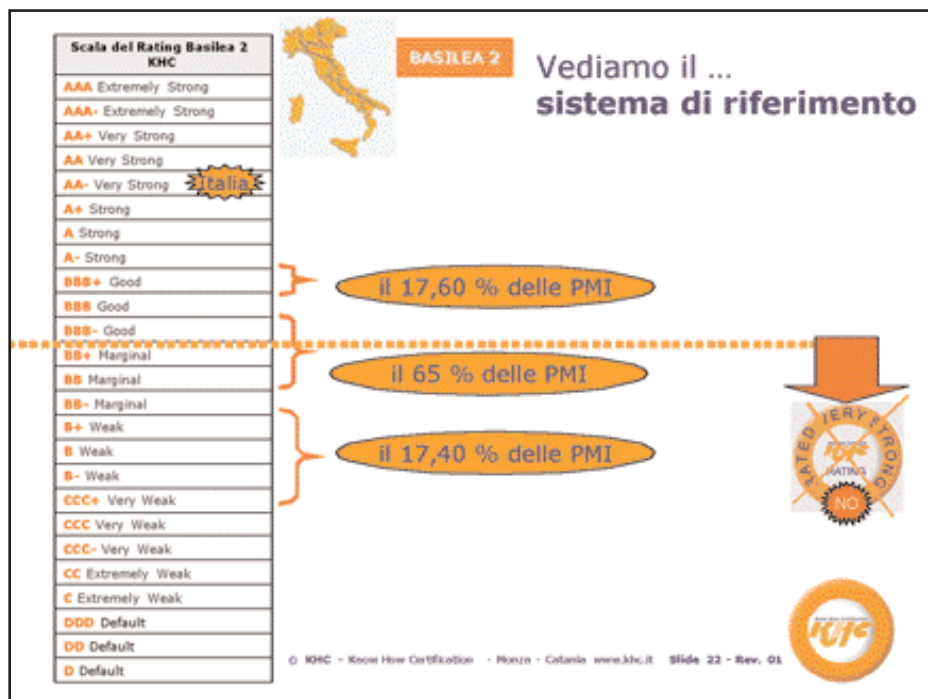 Scala del Rating Basilea 2
KHC
AAA Extremely Strong
AAA- Extremely Strong
AA+ Very Strong
AA Very Strong
AA- Very Strong
Italia
A+ Strong
A Strong
A- Strong
BBB+ Good
BBB Good
BBB- Good
BB+ Marginal
BB Marginal
BB- Marginal
B+ Weak
B Weak
B- Weak
CCC+ Very Weak
CCC Very Weak
CCC- Very Weak
CC Extremely Weak
C Extremely Weak
DDD Default
DD Default
D Default
BASILEA 2
Vediamo il ...
sistema di riferimento
il 17,60 % delle PMI
il 65 % delle PMI
il 17,40 % delle PMI
RATED VERY STRONG
KHC
RATING
NO
KHC
© KHC - Know How Certification - Monza - Catania www.khc.it Slide 22 - Rev. 01